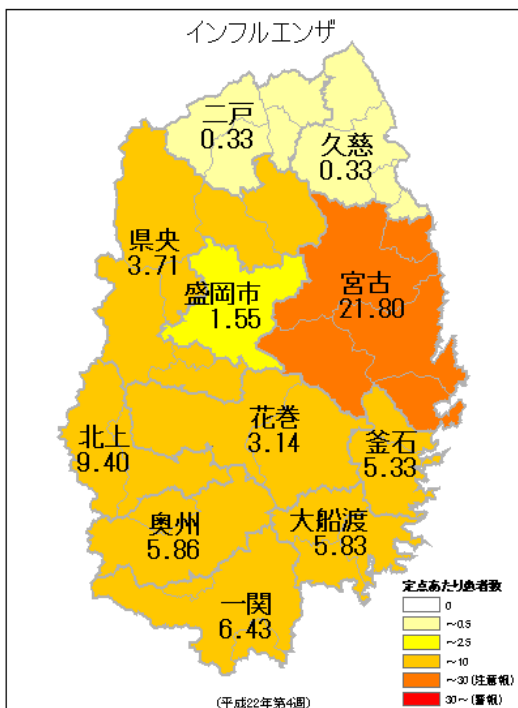 インフルエンザ
二戸
0.33
久慈
0.33
県央
3.71
盛岡市
1.55
宮古
21.80
花巻
3.14
北上
9.40
釜石
5.33
奥州
5.86
大船渡
5.83
一関
6.43
定点あたり患者数
0
～0.5
～2.5
～10
～30(注意報)
30～(警報)
(平成22年第4週)